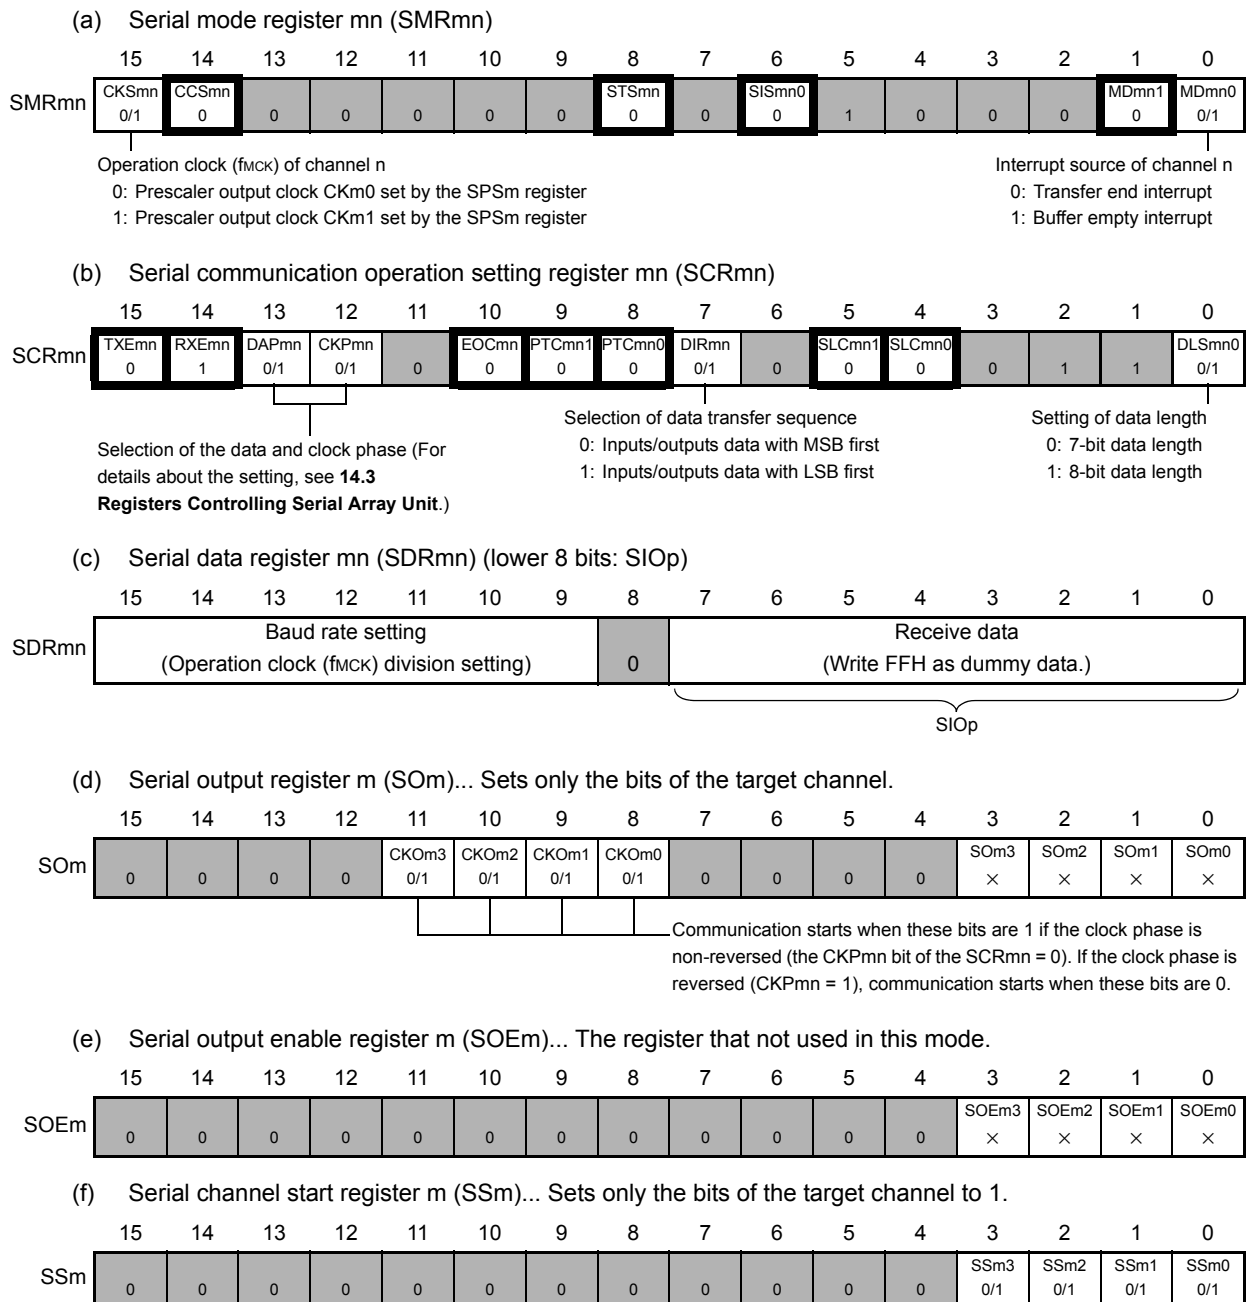 (a) Serial mode register mn (SMRmn)
15 14 13 12 11 10 9 8 7 6 5 4 3 2 1 0
SMRmn CKSmn CCSmn STSmn SISmn0 MDmn1 MDmn0
0/1 0 0 0 0 0 0 0 0 0 1 0 0 0 0 0/1
Operation clock (fMCK) of channel n
0: Prescaler output clock CKm0 set by the SPSm register
1: Prescaler output clock CKm1 set by the SPSm register
Interrupt source of channel n
0: Transfer end interrupt
1: Buffer empty interrupt
(b) Serial communication operation setting register mn (SCRmn)
15 14 13 12 11 10 9 8 7 6 5 4 3 2 1 0
SCRmn TXEmn RXEmn DAPmn CKPmn EOCmn PTCmn1 PTCmn0 DIRmn SLCmn1 SLCmn0 DLSmn0
0 1 0/1 0/1 0 0 0 0 0/1 0 0 0 0 1 1 0/1
Selection of the data and clock phase (For
details about the setting, see 14.3
Registers Controlling Serial Array Unit.)
Selection of data transfer sequence
0: Inputs/outputs data with MSB first
1: Inputs/outputs data with LSB first
Setting of data length
0: 7-bit data length
1: 8-bit data length
(c) Serial data register mn (SDRmn) (lower 8 bits: SIOp)
15 14 13 12 11 10 9 8 7 6 5 4 3 2 1 0
SDRmn
Baud rate setting
(Operation clock (fMCK) division setting)
0
Receive data
(Write FFH as dummy data.)
SIOp
(d) Serial output register m (SOm)... Sets only the bits of the target channel.
15 14 13 12 11 10 9 8 7 6 5 4 3 2 1 0
SOm CKOm3 CKOm2 CKOm1 CKOm0 SOm3 SOm2 SOm1 SOm0
0 0 0 0 0/1 0/1 0/1 0/1 0 0 0 0 × × × ×
Communication starts when these bits are 1 if the clock phase is
non-reversed (the CKPmn bit of the SCRmn = 0). If the clock phase is
reversed (CKPmn = 1), communication starts when these bits are 0.
(e) Serial output enable register m (SOEm)... The register that not used in this mode.
15 14 13 12 11 10 9 8 7 6 5 4 3 2 1 0
SOEm SOEm3 SOEm2 SOEm1 SOEm0
0 0 0 0 0 0 0 0 0 0 0 0 × × × ×
(f) Serial channel start register m (SSm)... Sets only the bits of the target channel to 1.
15 14 13 12 11 10 9 8 7 6 5 4 3 2 1 0
SSm SSm3 SSm2 SSm1 SSm0
0 0 0 0 0 0 0 0 0 0 0 0 0/1 0/1 0/1 0/1